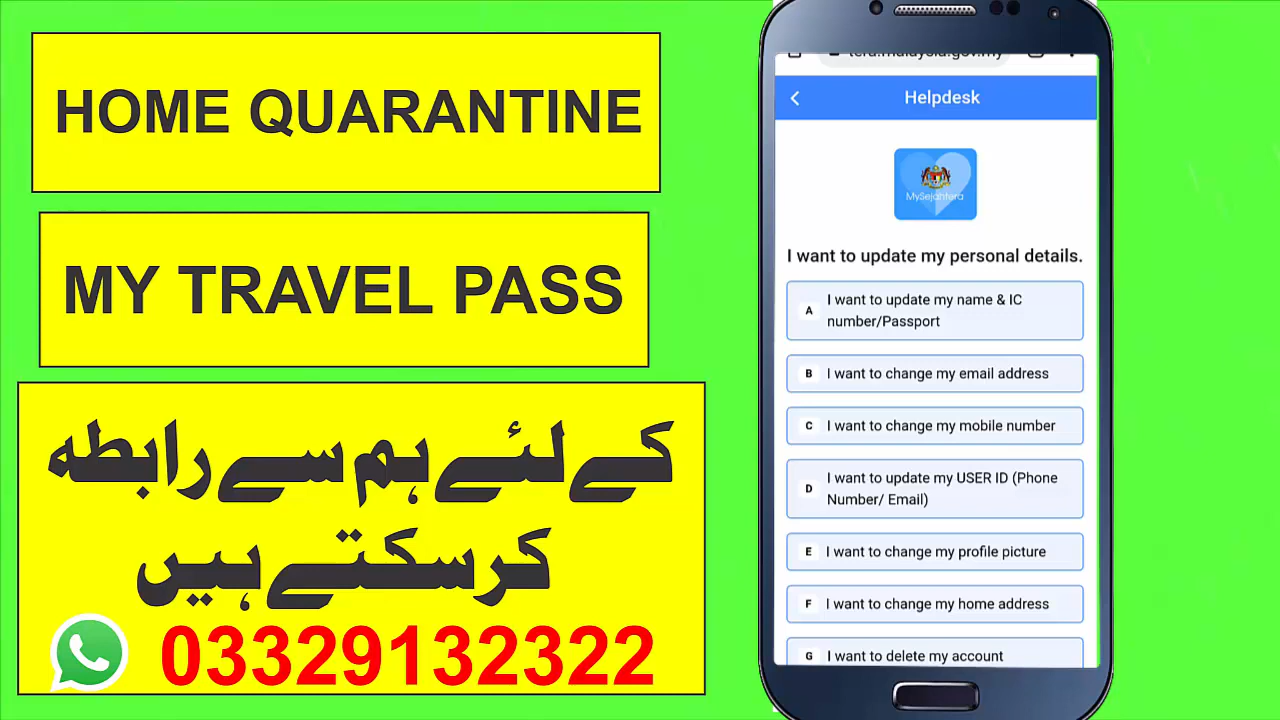 HOME QUARANTINE
MY TRAVEL PASS
کے لئے ہم سے رابطہ
کر سکتے ہیں
03329132322
Helpdesk
MySejahtera
I want to update my personal details.
A I want to update my name & IC
number/Passport
B I want to change my email address
C I want to change my mobile number
D I want to update my USER ID (Phone
Number/ Email)
E I want to change my profile picture
F I want to change my home address
G I want to delete my account